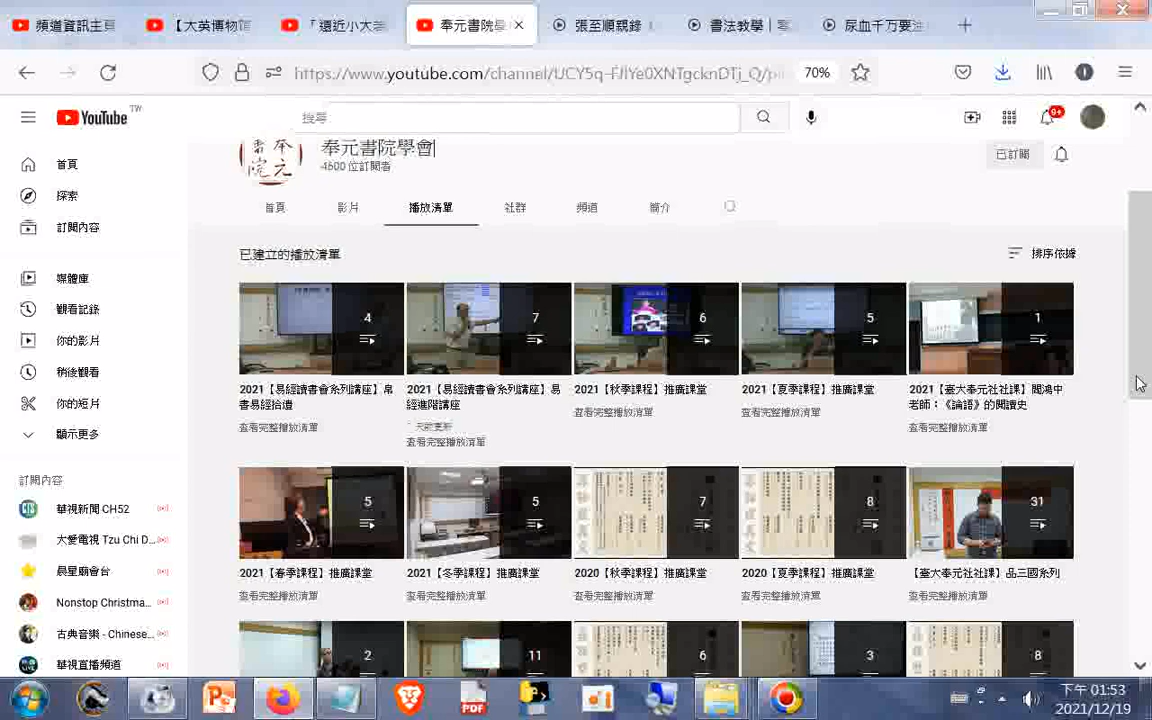 頻道資訊主頁
【大英博物館
「遠近小大
奉元書院學
張至順親錄
書法教學
尿血千万要
https://www.youtube.com/channel/UCY5q-FJlYe0XNTgcknDTj_Q/p
70%
YouTube TW
搜尋
9+
奉元書院學會
4600 位訂閱者
已訂閱
首頁
影片
播放清單
社群
頻道
簡介
已建立的播放清單
排序依據
首頁
探索
訂閱內容
媒體庫
觀看記錄
你的影片
稍後觀看
你的短片
顯示更多
訂閱內容
華視新聞 CH52
大愛電視 Tzu Chi D...
晨星廟會台
Nonstop Christma...
古典音樂 - Chinese...
華視直播頻道
4
7
6
5
1
2021【易經讀書會系列講座】帛書易經拾遺
查看完整播放清單
2021【易經讀書會系列講座】易經進階講座
天前更新
查看完整播放清單
2021【秋季課程】推廣課堂
查看完整播放清單
2021【夏季課程】推廣課堂
查看完整播放清單
2021【臺大奉元社社課】閻鴻中老師：《論語》的閱讀史
查看完整播放清單
5
5
7
8
31
2021【春季課程】推廣課堂
查看完整播放清單
2021【冬季課程】推廣課堂
查看完整播放清單
2020【秋季課程】推廣課堂
查看完整播放清單
2020【夏季課程】推廣課堂
查看完整播放清單
【臺大奉元社社課】品三國系列
查看完整播放清單
2
11
6
3
8
PDF
下午 01:53
2021/12/19